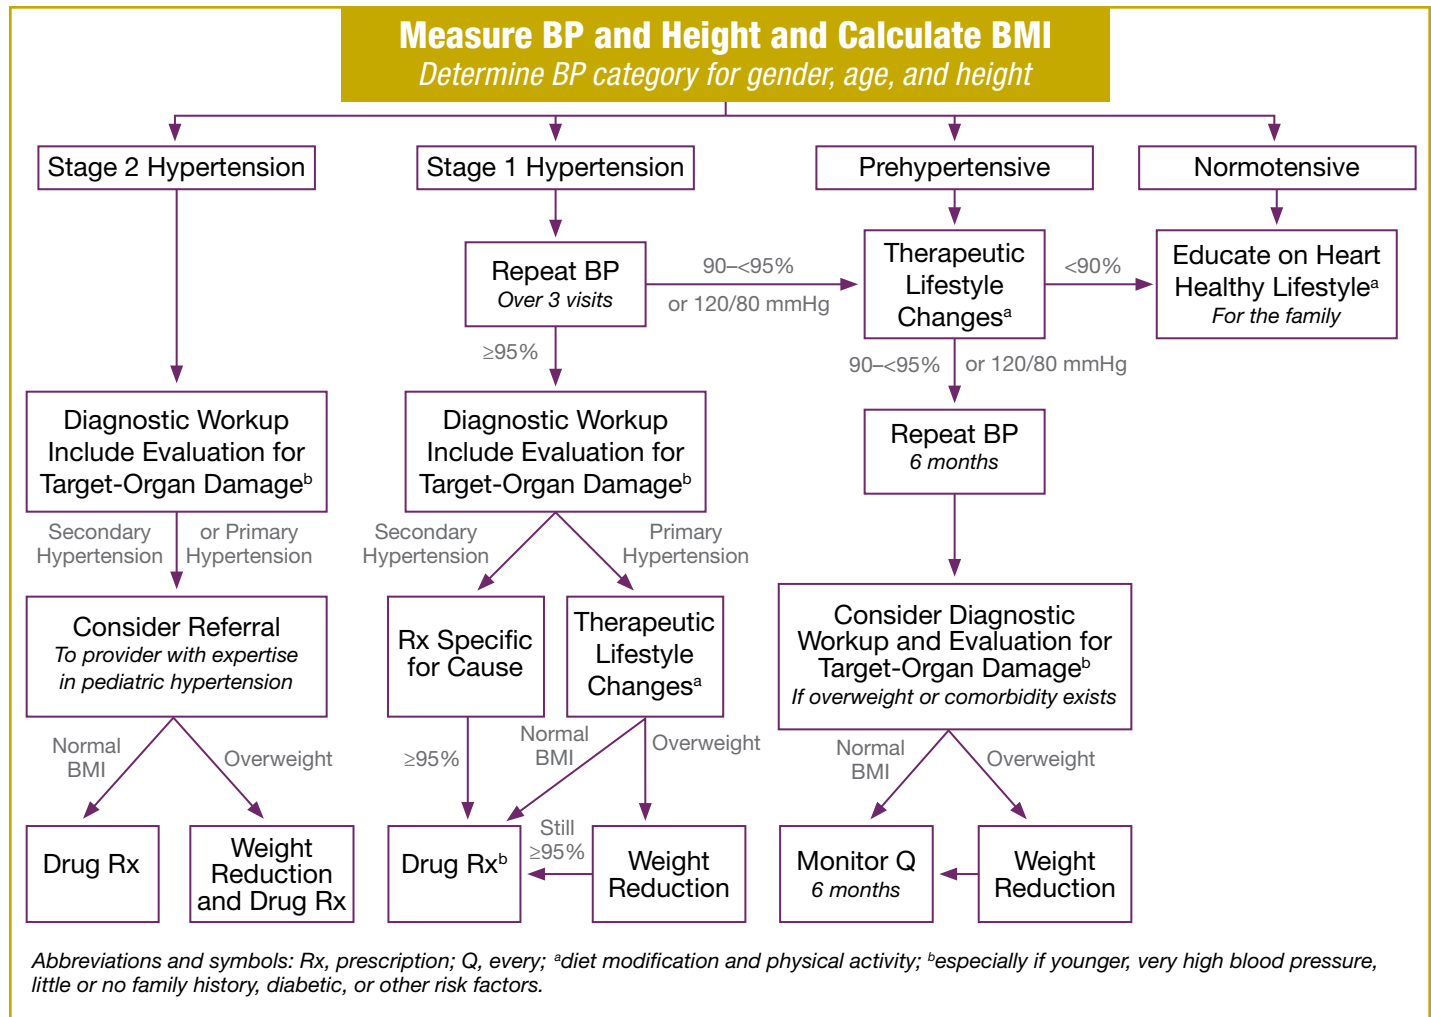 Measure BP and Height and Calculate BMI
Determine BP category for gender, age, and height
Stage 2 Hypertension
Stage 1 Hypertension
Prehypertensive
Normotensive
Repeat BP
Over 3 visits
90–<95%
or 120/80 mmHg
Therapeutic
Lifestyle
Changesᵃ
<90%
Educate on Heart
Healthy Lifestyleᵃ
For the family
≥95%
90–<95%
or 120/80 mmHg
Diagnostic Workup
Include Evaluation for
Target-Organ Damageᵇ
Diagnostic Workup
Include Evaluation for
Target-Organ Damageᵇ
Repeat BP
6 months
Secondary
Hypertension
or Primary
Hypertension
Secondary
Hypertension
Primary
Hypertension
Consider Referral
To provider with expertise
in pediatric hypertension
Rx Specific
for Cause
Therapeutic
Lifestyle
Changesᵃ
Consider Diagnostic
Workup and Evaluation for
Target-Organ Damageᵇ
If overweight or comorbidity exists
Normal
BMI
Overweight
≥95%
Normal
BMI
Overweight
Normal
BMI
Overweight
Drug Rx
Weight
Reduction
and Drug Rx
Drug Rxᵇ
Still
≥95%
Weight
Reduction
Monitor Q
6 months
Weight
Reduction
Abbreviations and symbols: Rx, prescription; Q, every; ᵃdiet modification and physical activity; ᵇespecially if younger, very high blood pressure,
little or no family history, diabetic, or other risk factors.